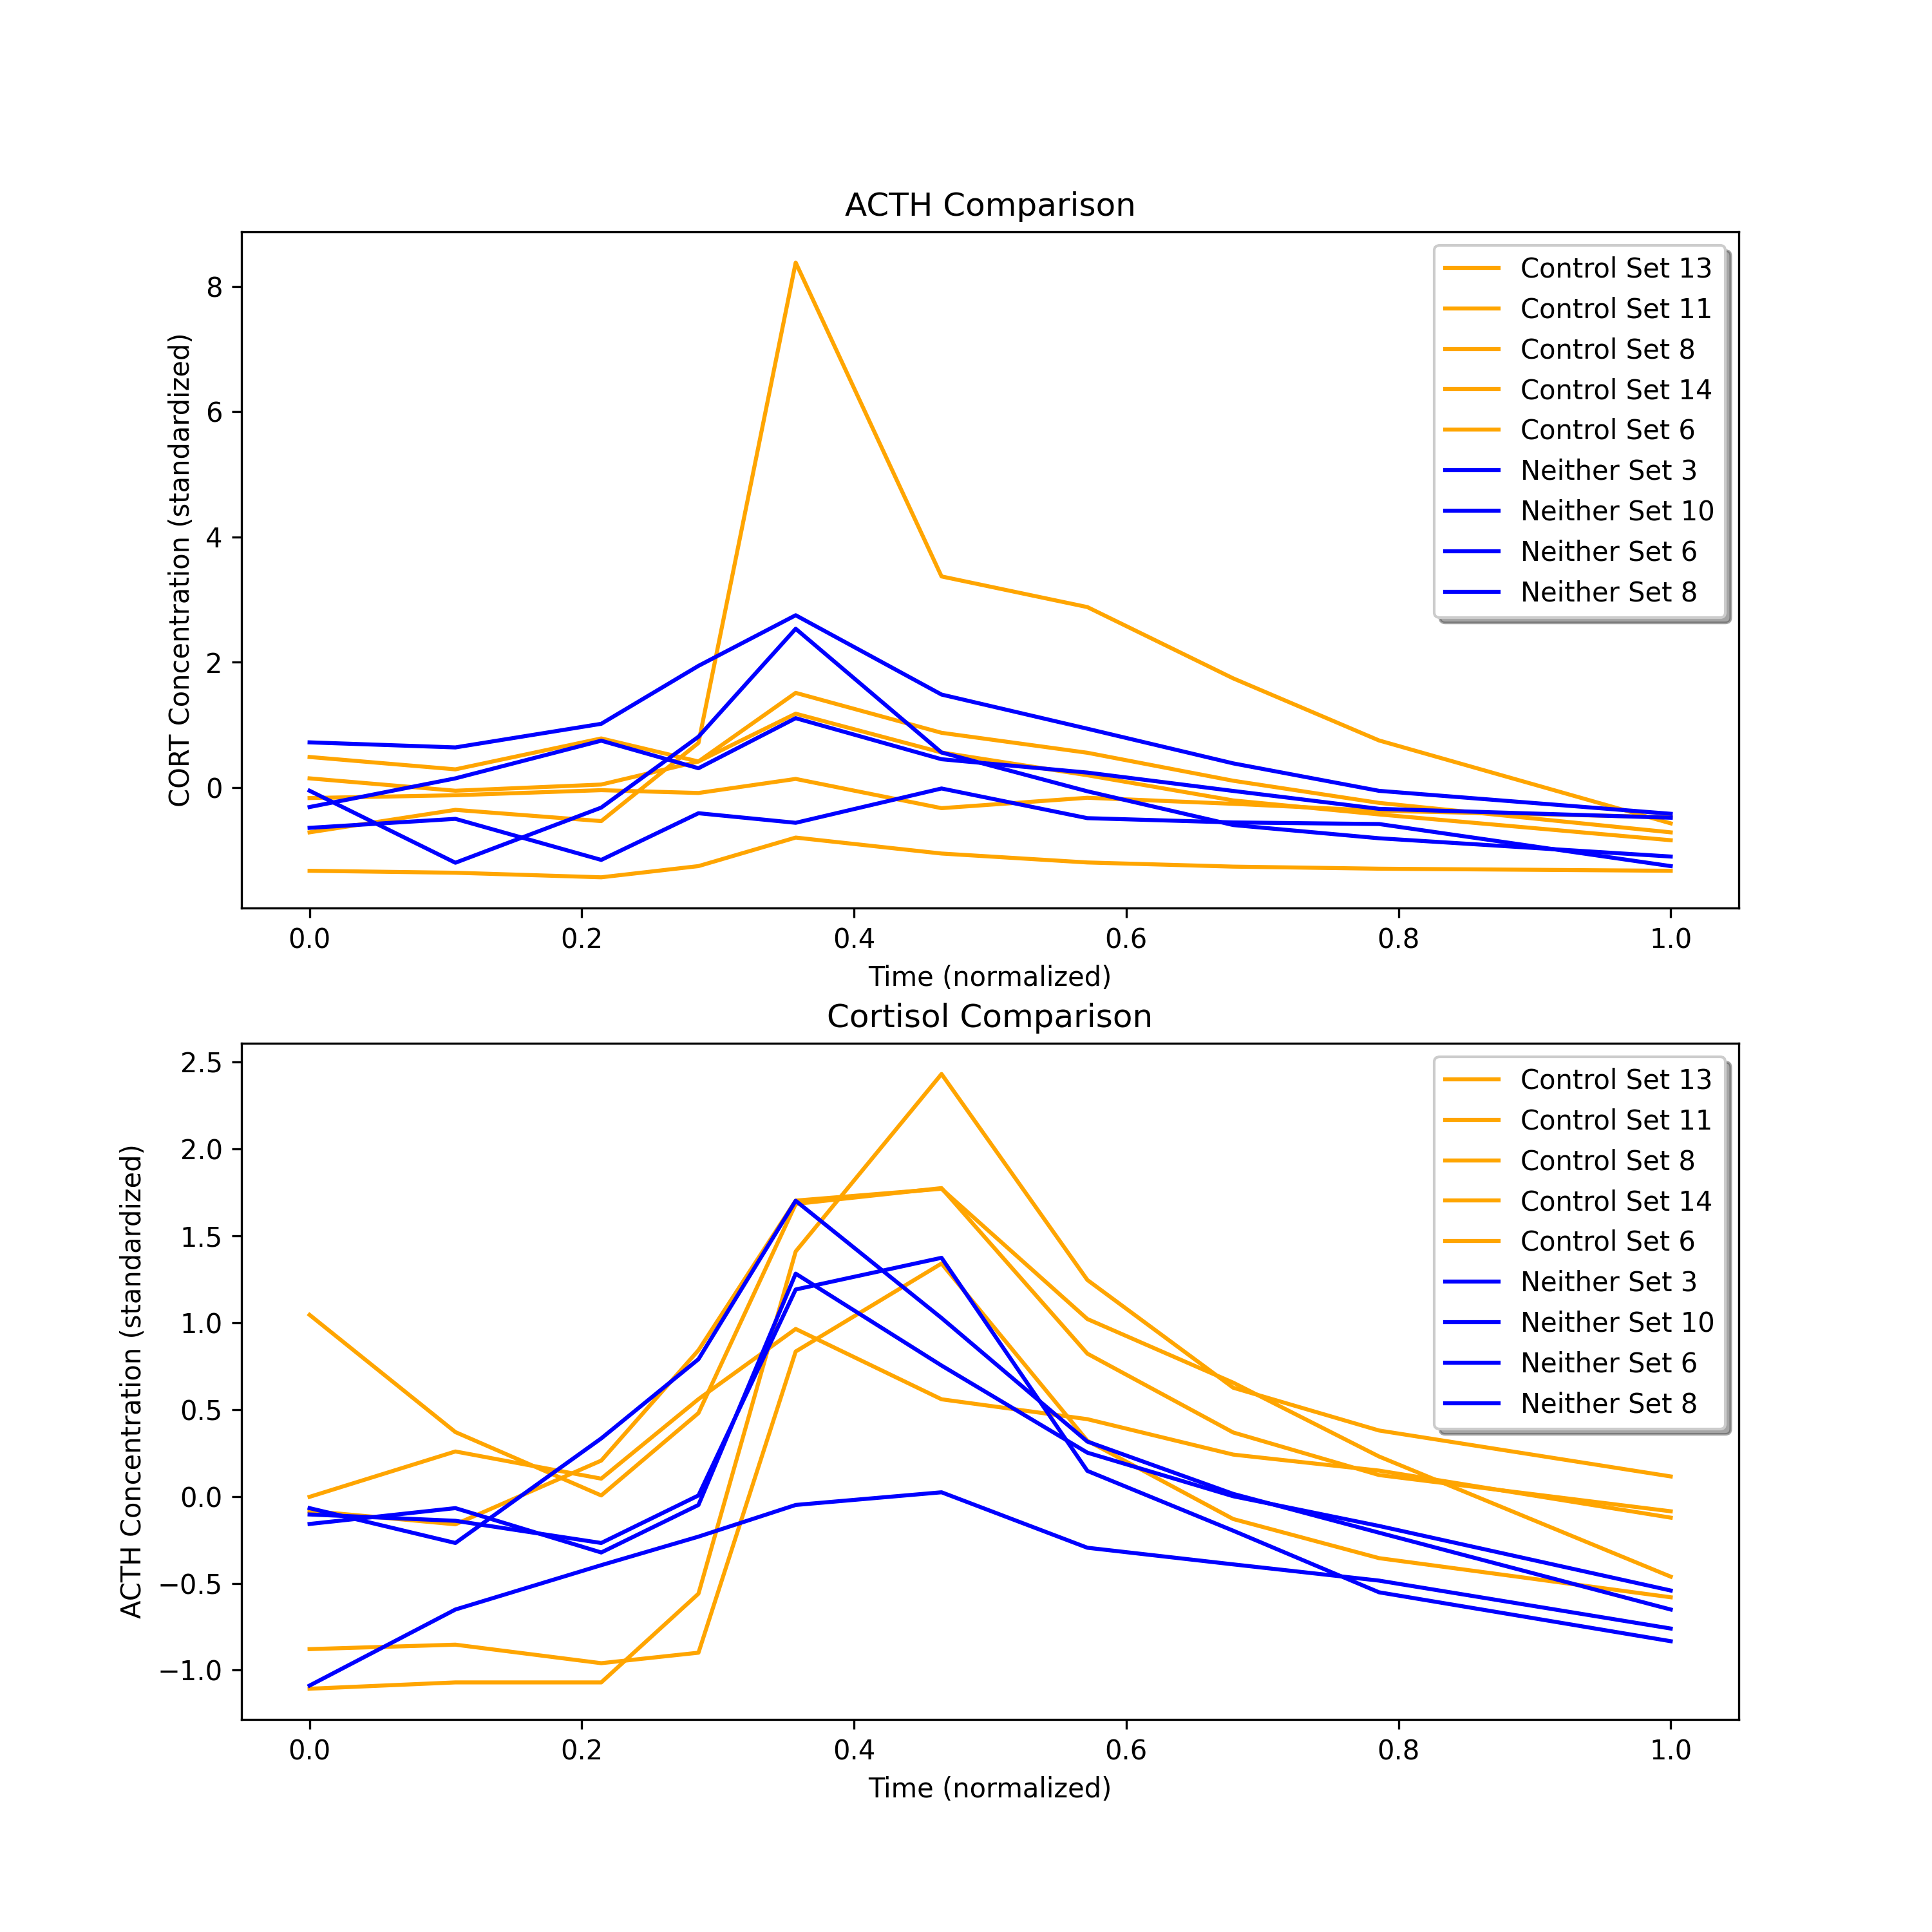 ACTH Comparison
CORT Concentration (standardized)
8
6
4
2
0
0.0 0.2 0.4 0.6 0.8 1.0
Time (normalized)
Control Set 13
Control Set 11
Control Set 8
Control Set 14
Control Set 6
Neither Set 3
Neither Set 10
Neither Set 6
Neither Set 8
Cortisol Comparison
ACTH Concentration (standardized)
2.5
2.0
1.5
1.0
0.5
0.0
−0.5
−1.0
0.0 0.2 0.4 0.6 0.8 1.0
Time (normalized)
Control Set 13
Control Set 11
Control Set 8
Control Set 14
Control Set 6
Neither Set 3
Neither Set 10
Neither Set 6
Neither Set 8